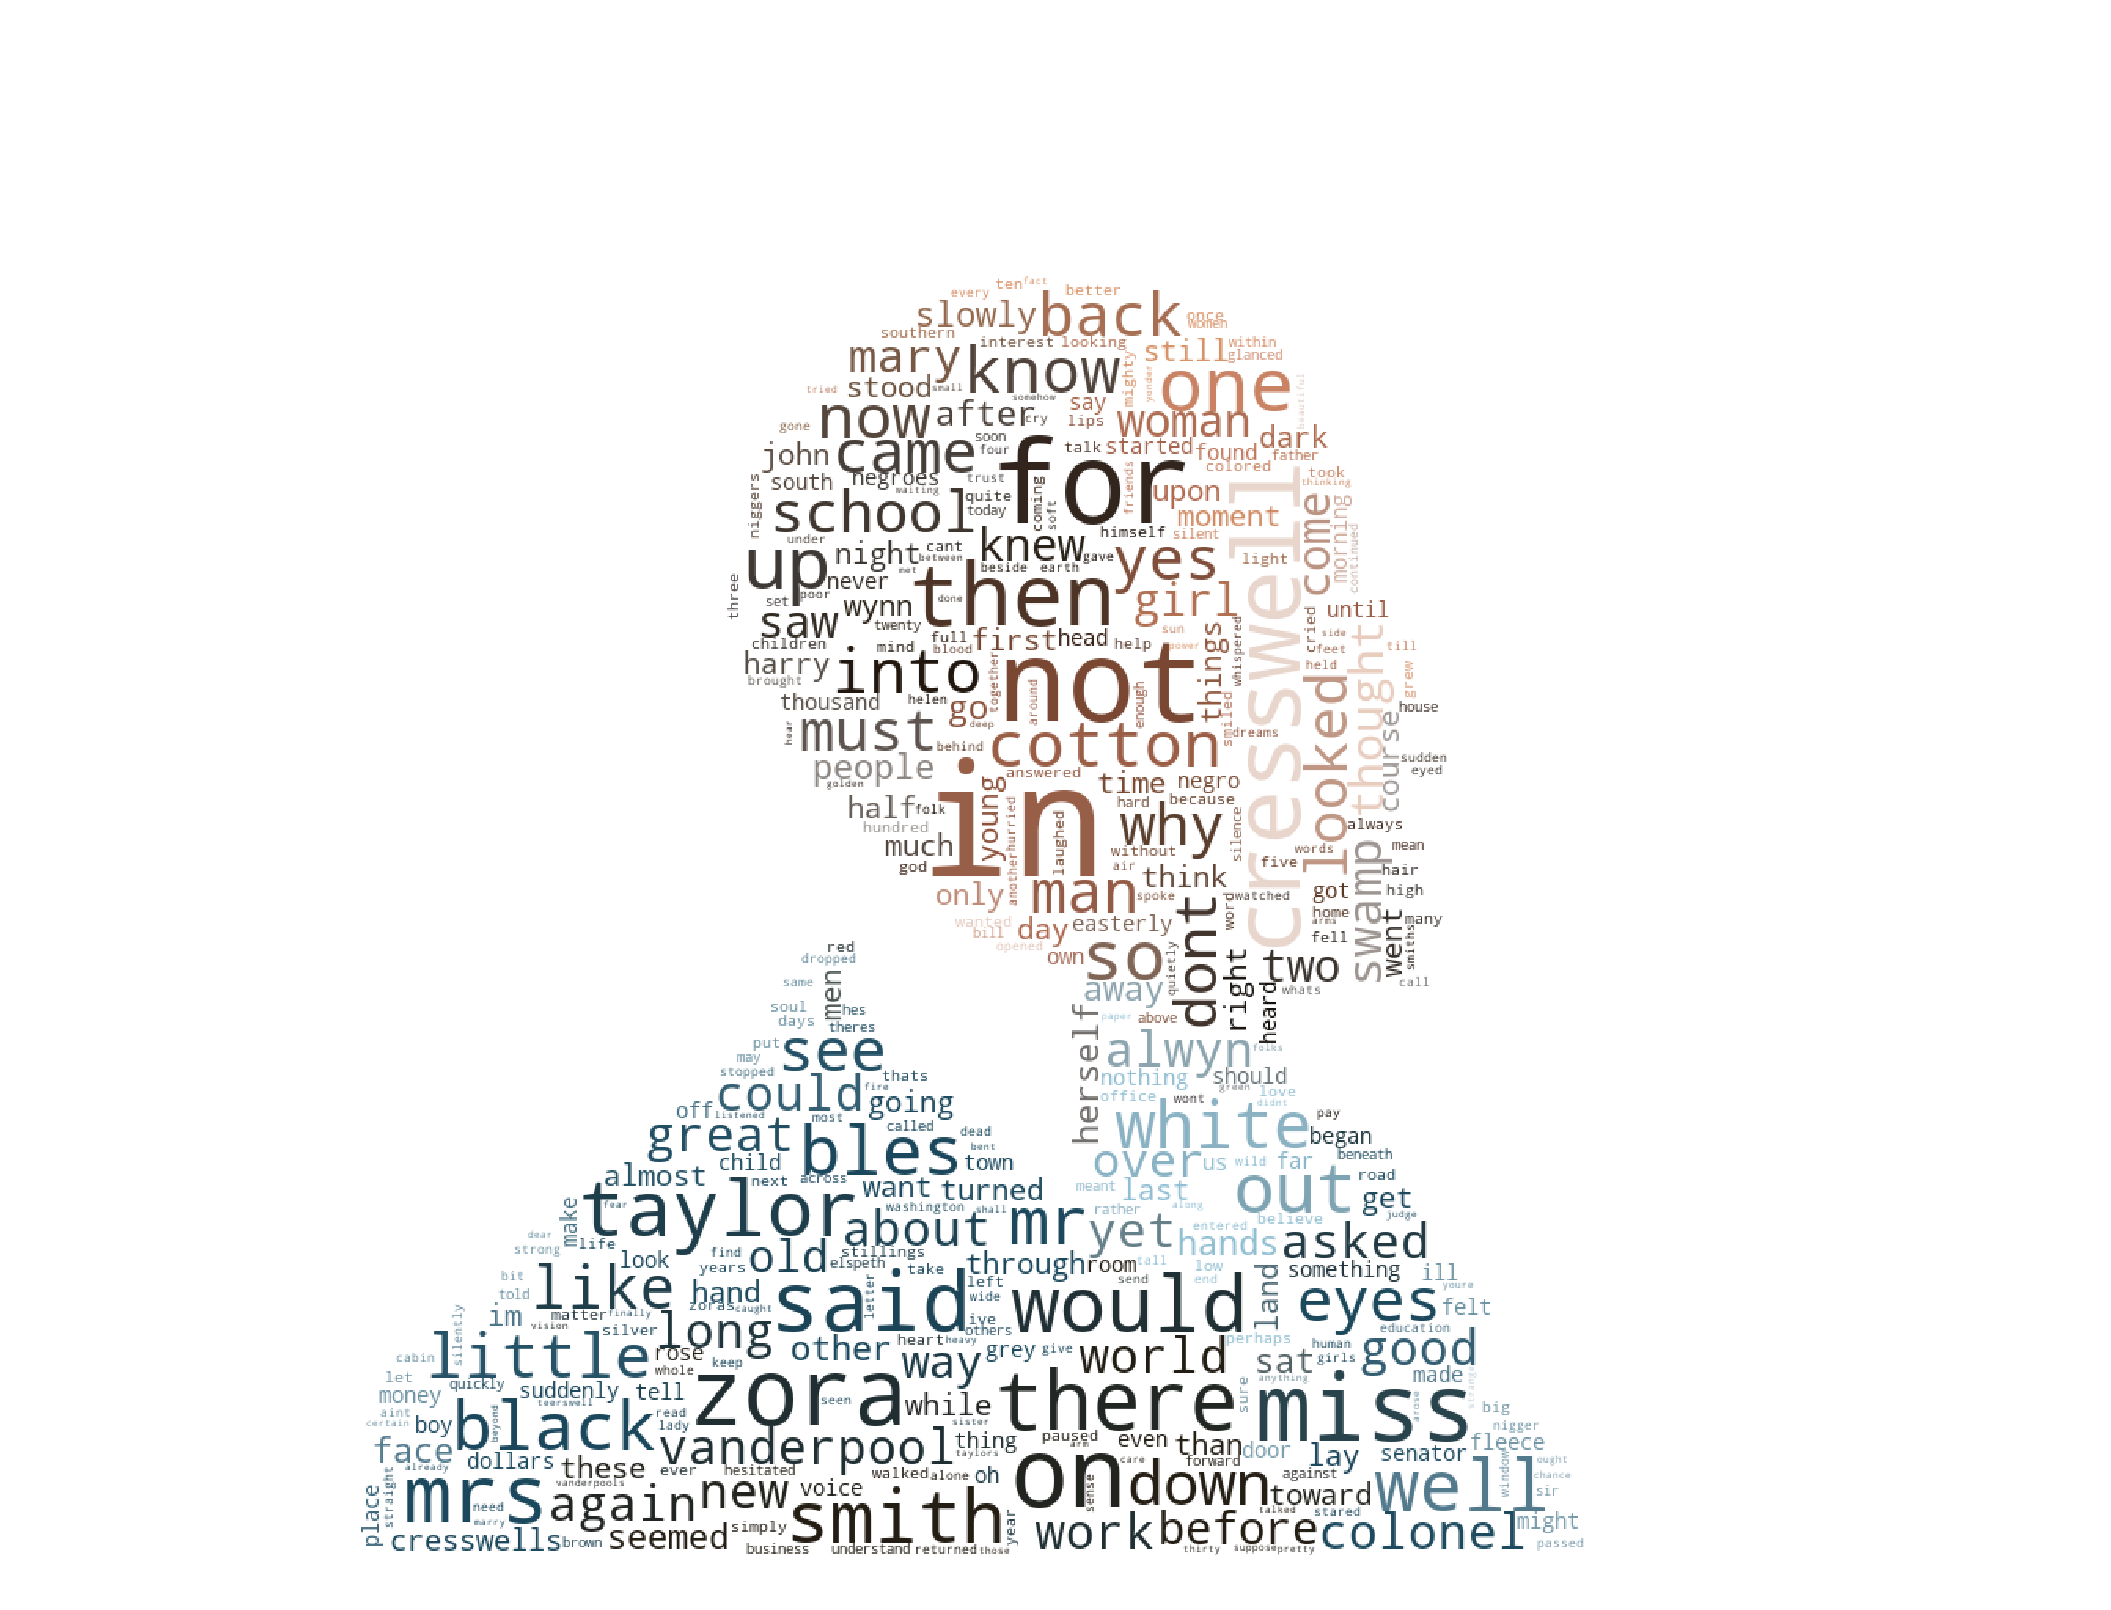 every ten fact better
slowly back once women
southern interest looking still within glanced
mary know mighty one
tried stood small somehow yonder beautiful
now after cry say lips woman
gone john came soon four for talk started found dark father
south negroes waiting trust friends colored cresswell took thinking
niggers school quite today coming soft upon moment come morning continued
under up night cant between knew gave himself silent yes light
three never net beside earth then girl until
set poor wynn done
saw twenty full blood first head help sun power things whispered cried side feet thought till
children mind into not held
harry brought helen together around enough smiled looked grew
thousand go deep house
hear must behind cotton dreams course sudden eyed
people golden answered time negro
half folk in young hard because always
hundred why silence words mean
much god another hurried laughed without air think five swamp hair
only man spoke watched got high
wanted bill opened day easterly word dont home arms fell went many smiths
red dropped own so quietly right two call
same men away heard whats
soul hes days theres paper above
put see may herself alwyn folks
stopped thats nothing should green
could fire going office wont love didnt
off listened most white pay
great bles called dead bent began beneath
almost child town over us wild far road
next across want turned meant last out get judge
make fear taylor washington shall rather along
dear strong life about mr yet entered believe
look find years old stillings elspeth through room tall hands asked
bit told like hand take letter left low end send something ill youre
im matter finally zoras caught said wide would land eyes felt
vision silver long ive others education
silently little rose heart heavy grey give perhaps human girls good
cabin whole keep other way world sat
let money quickly suddenly tell zora seen while there sure anything miss made strange
aint certain teerswell read lady sister arose big
boy black beyond vanderpool thing taylors paused arm even than door lay senator nigger fleece
face already dollars these ever hesitated walked alone oh care forward against window ought chance
place straight mrs vanderpools again new voice on sense down toward well sir
need marry smith year talked stared might
cresswells brown seemed simply business understand returned those work before thirty suppose pretty colonel passed